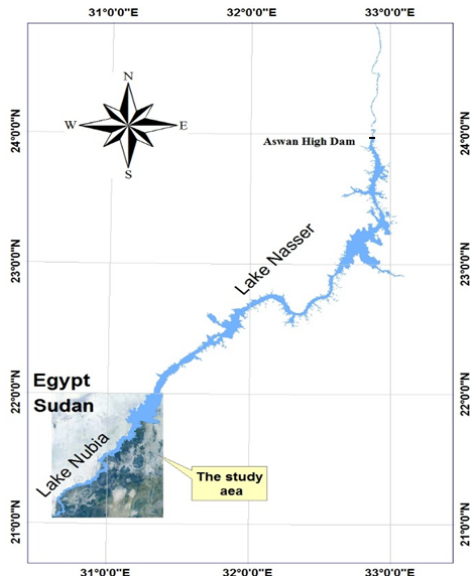 31°0'0"E
32°0'0"E
33°0'0"E
N
W
E
S
24°0'0"N
24°0'0"N
Aswan High Dam
23°0'0"N
Lake Nasser
23°0'0"N
22°0'0"N
Egypt
Sudan
22°0'0"N
Lake Nubia
The study
aea
21°0'0"N
21°0'0"N
31°0'0"E
32°0'0"E
33°0'0"E